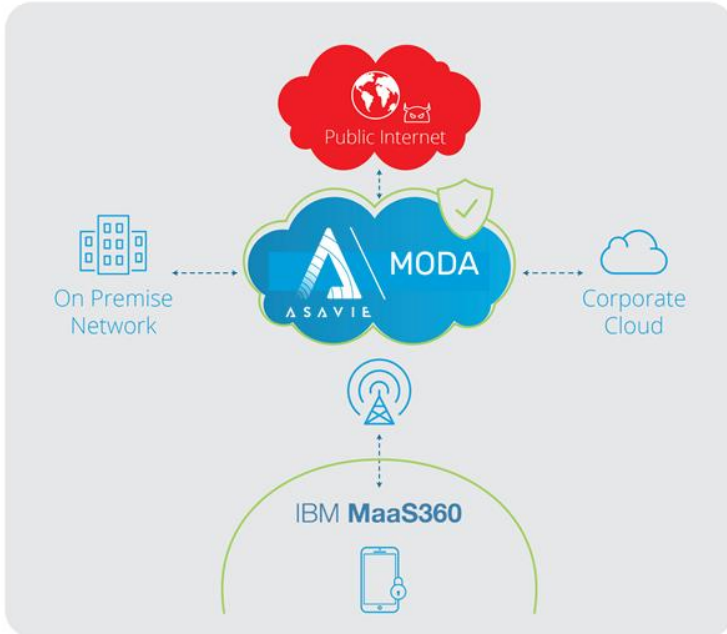 Public Internet
ASAVIE
MODA
On Premise
Network
Corporate
Cloud
IBM MaaS360